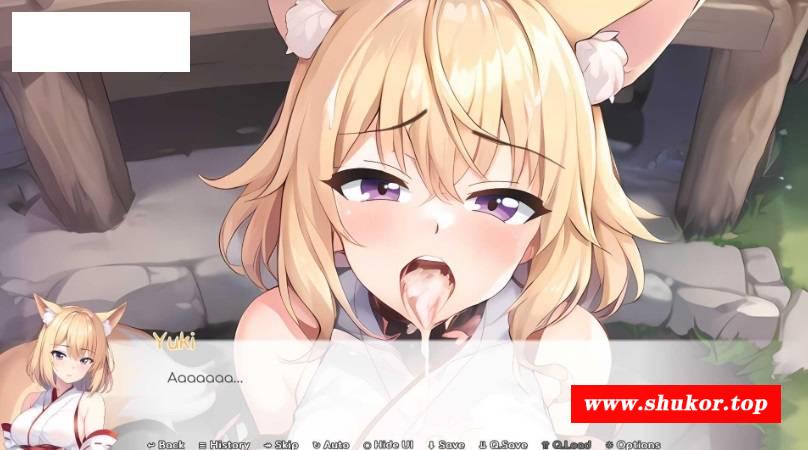 Yuki
Aaaaaaa...
www.shukor.top
Back History Skip Auto Hide UI Save Q.Save Q.Load Options